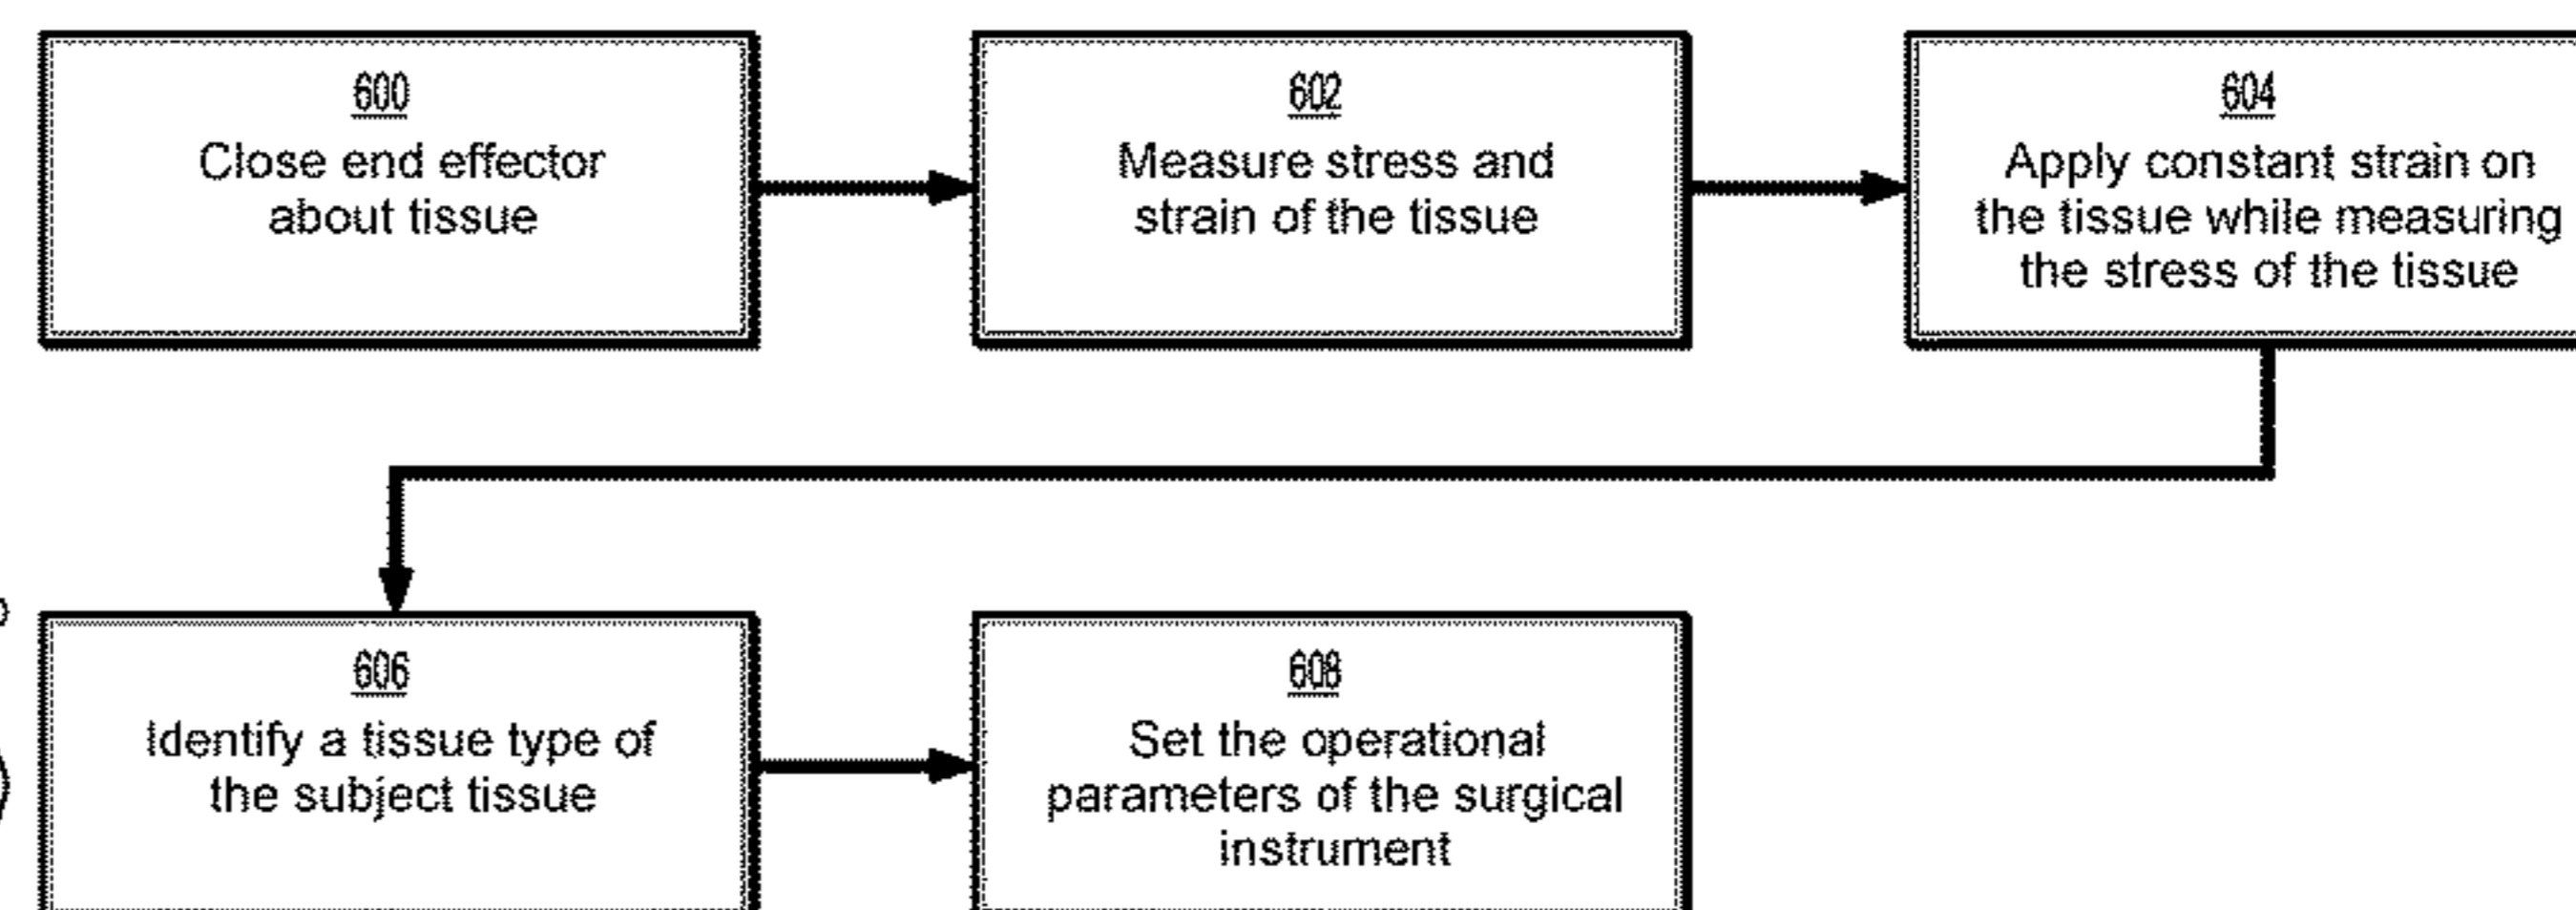 600
Close end effector
about tissue
602
Measure stress and
strain of the tissue
604
Apply constant strain on
the tissue while measuring
the stress of the tissue
606
Identify a tissue type of
the subject tissue
608
Set the operational
parameters of the surgical
instrument